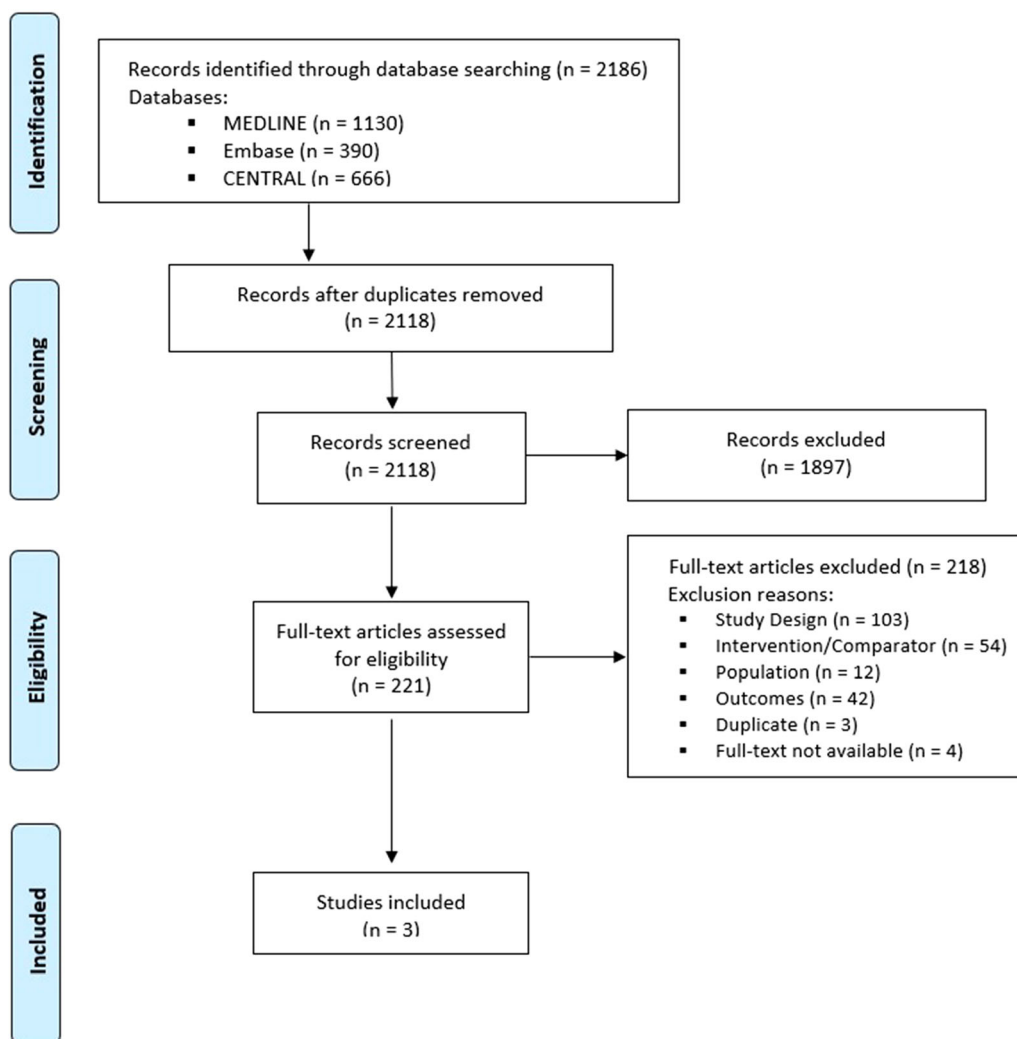 Identification
Records identified through database searching (n = 2186)
Databases:
▪ MEDLINE (n = 1130)
▪ Embase (n = 390)
▪ CENTRAL (n = 666)
Screening
Records after duplicates removed
(n = 2118)
Records screened
(n = 2118)
Records excluded
(n = 1897)
Eligibility
Full-text articles assessed
for eligibility
(n = 221)
Full-text articles excluded (n = 218)
Exclusion reasons:
▪ Study Design (n = 103)
▪ Intervention/Comparator (n = 54)
▪ Population (n = 12)
▪ Outcomes (n = 42)
▪ Duplicate (n = 3)
▪ Full-text not available (n = 4)
Included
Studies included
(n = 3)